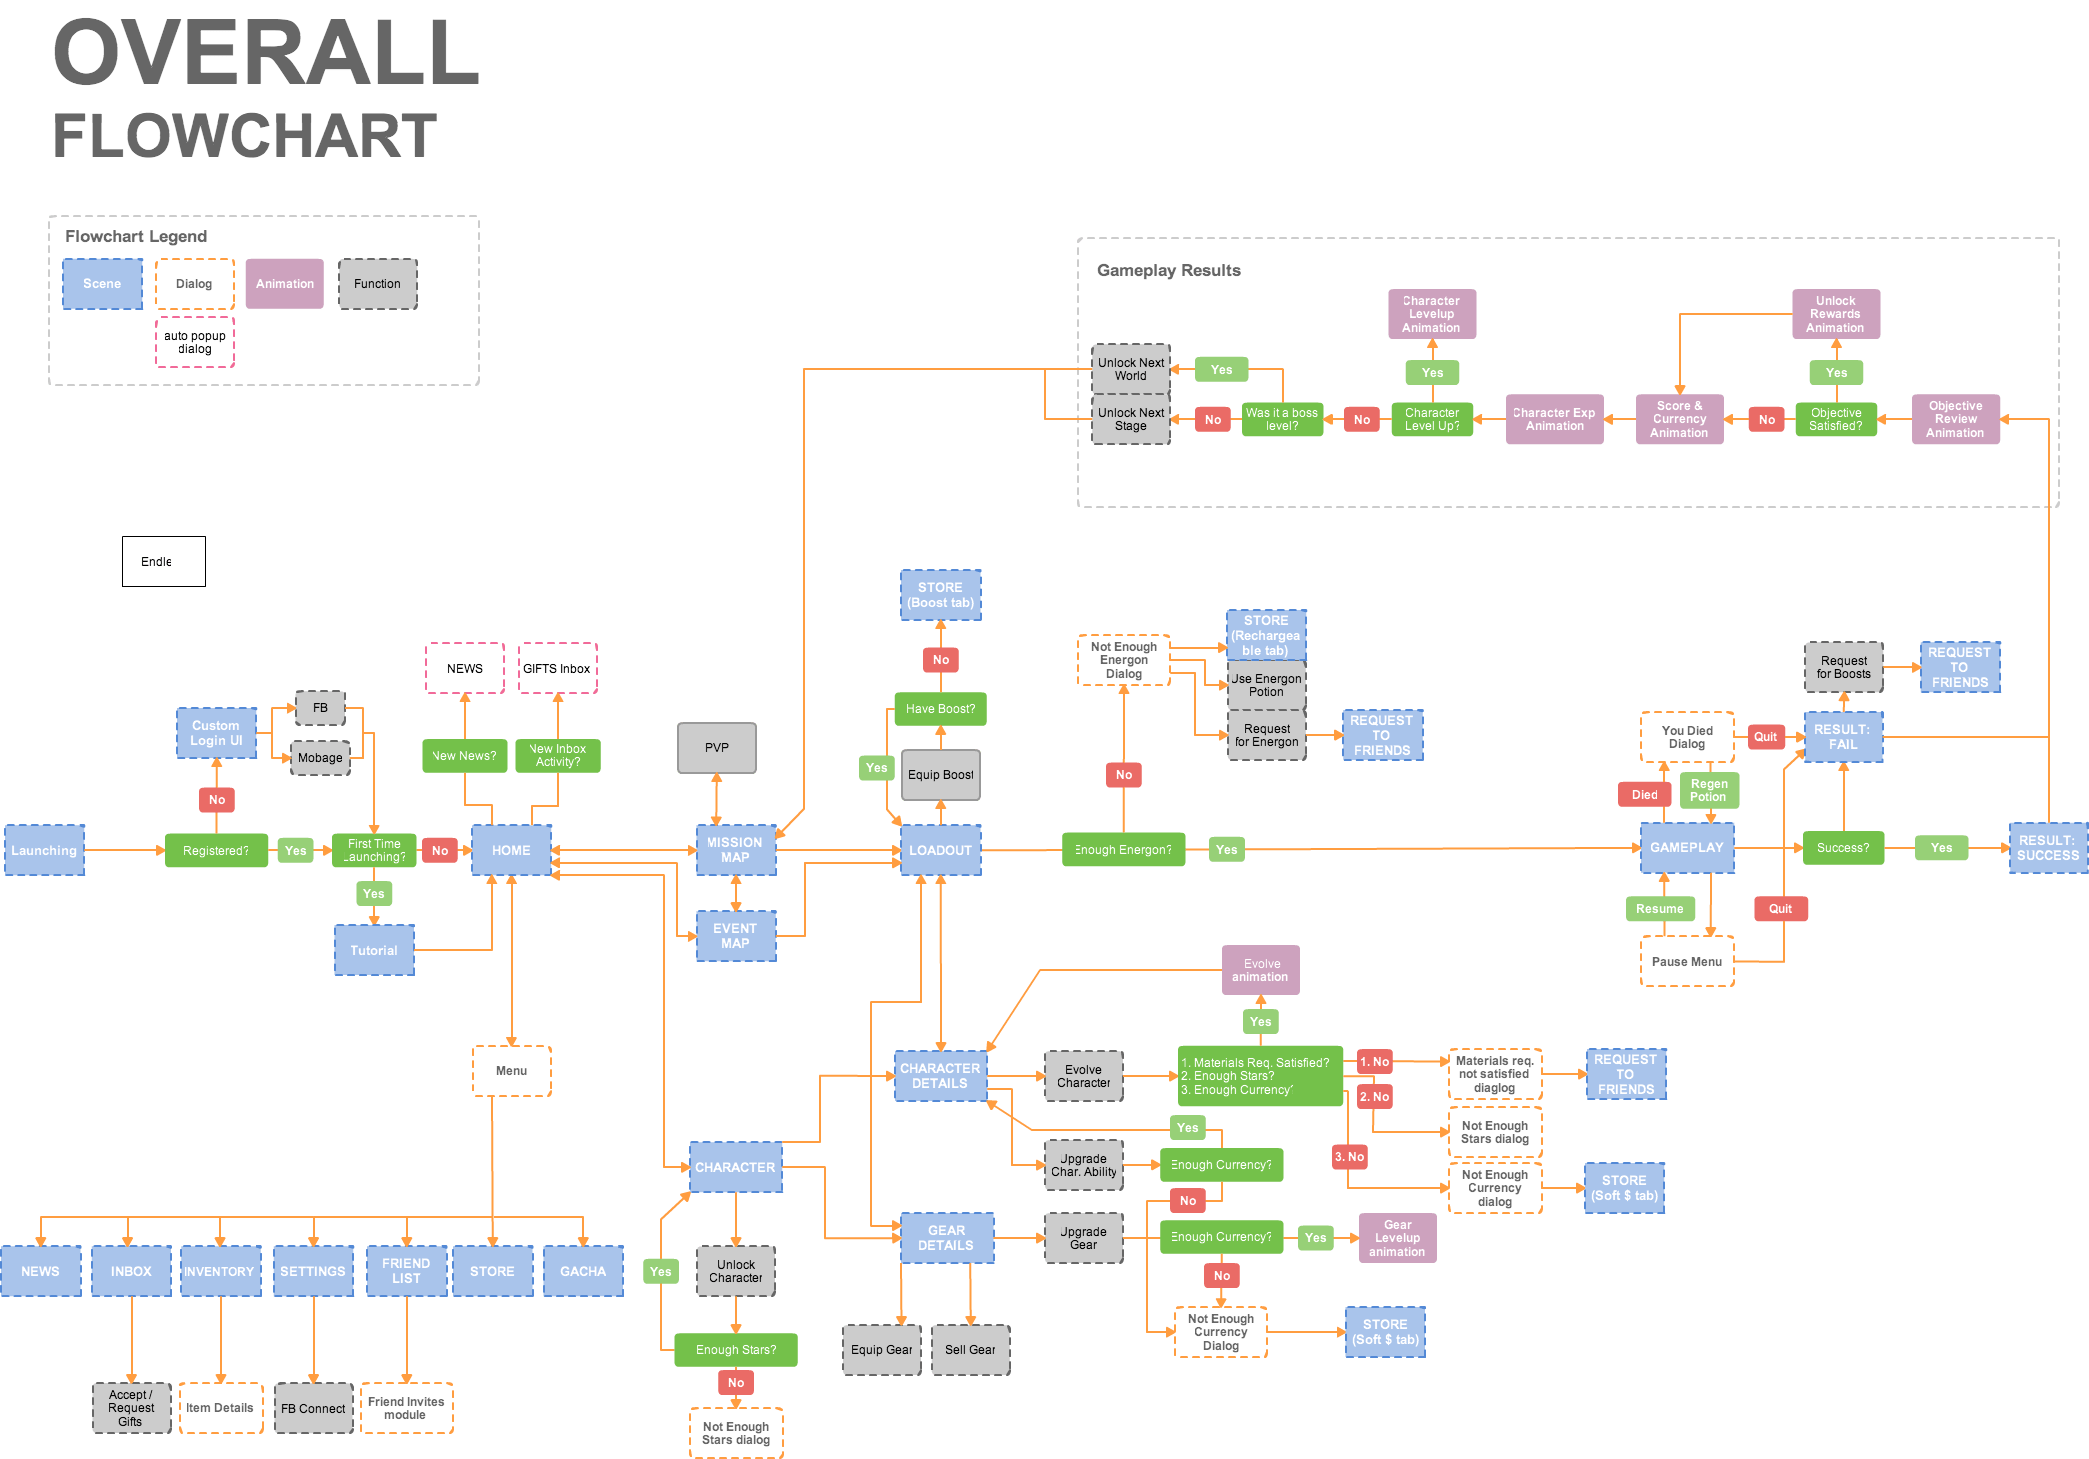 OVERALL
FLOWCHART
Flowchart Legend
Scene
Dialog
Animation
Function
auto popup
dialog
Gameplay Results
Character
Levelup
Animation
Unlock
Rewards
Animation
Unlock Next
World
Yes
Yes
Yes
Unlock Next
Stage
No
Was it a boss
level?
No
Character
Level Up?
Character Exp
Animation
Score &
Currency
Animation
No
Objective
Satisfied?
Objective
Review
Animation
Endle
STORE
(Boost tab)
No
Have Boost?
Yes
Equip Boost
NEWS
GIFTS Inbox
New News?
New Inbox
Activity?
Custom
Login UI
FB
Mobage
No
PVP
Not Enough
Energon
Dialog
STORE
(Rechargea
ble tab)
Use Energon
Potion
Request
for Energon
REQUEST
TO
FRIENDS
No
Request
for Boosts
REQUEST
TO
FRIENDS
You Died
Dialog
Quit
RESULT:
FAIL
Died
Regen
Potion
Launching
Registered?
Yes
First Time
Launching?
No
HOME
MISSION
MAP
LOADOUT
Enough Energon?
Yes
GAMEPLAY
Success?
Yes
RESULT:
SUCCESS
Yes
Tutorial
EVENT
MAP
Resume
Quit
Pause Menu
Evolve
animation
Yes
Menu
CHARACTER
DETAILS
Evolve
Character
1. Materials Req. Satisfied?
2. Enough Stars?
3. Enough Currency?
1. No
2. No
3. No
Materials req.
not satisfied
diaglog
REQUEST
TO
FRIENDS
Not Enough
Stars dialog
Not Enough
Currency
dialog
STORE
(Soft $ tab)
Yes
CHARACTER
Upgrade
Char. Ability
Enough Currency?
No
GEAR
DETAILS
Upgrade
Gear
Enough Currency?
Yes
Gear
Levelup
animation
No
Not Enough
Currency
Dialog
STORE
(Soft $ tab)
NEWS
INBOX
INVENTORY
SETTINGS
FRIEND
LIST
STORE
GACHA
Yes
Unlock
Character
Equip Gear
Sell Gear
Enough Stars?
No
Not Enough
Stars dialog
Accept /
Request
Gifts
Item Details
FB Connect
Friend Invites
module